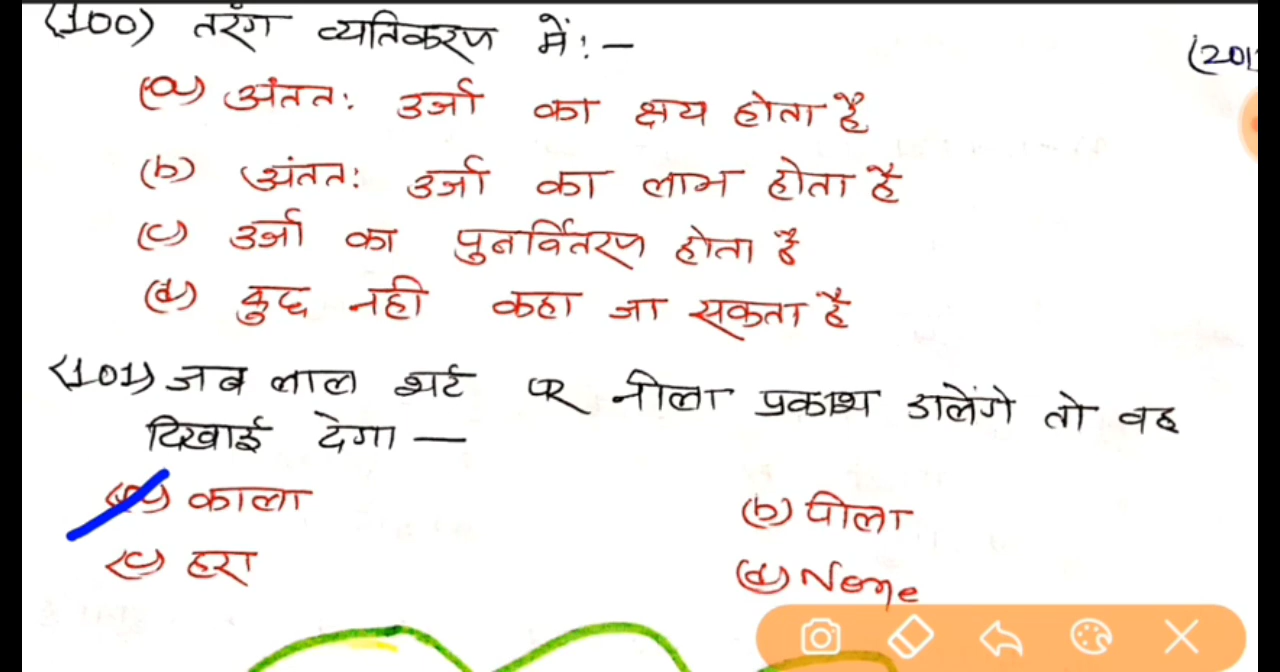 (100) तरंग व्यतिकरण में:-
(201
(a) अंततः उर्जा का क्षय होता है
(b) अंततः उर्जा का लाभ होता है
(c) उर्जा का पुनर्वितरण होता है
(d) कुछ नही कहा जा सकता है
(101) जब लाल शर्ट पर नीला प्रकाश डालेंगे तो वह
दिखाई देगा —
(a) काला
(b) पीला
(c) हरा
(d) None